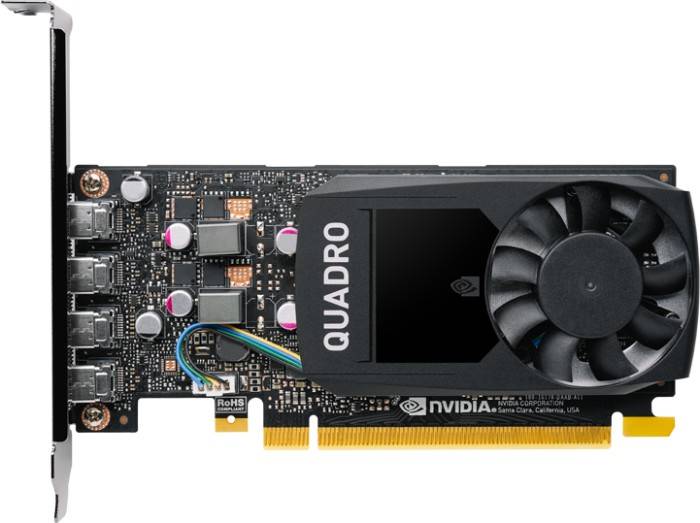 QUADRO
RoHS
COMPLIANT
NVIDIA.
NVIDIA CORPORATION
Santa Clara, California, USA